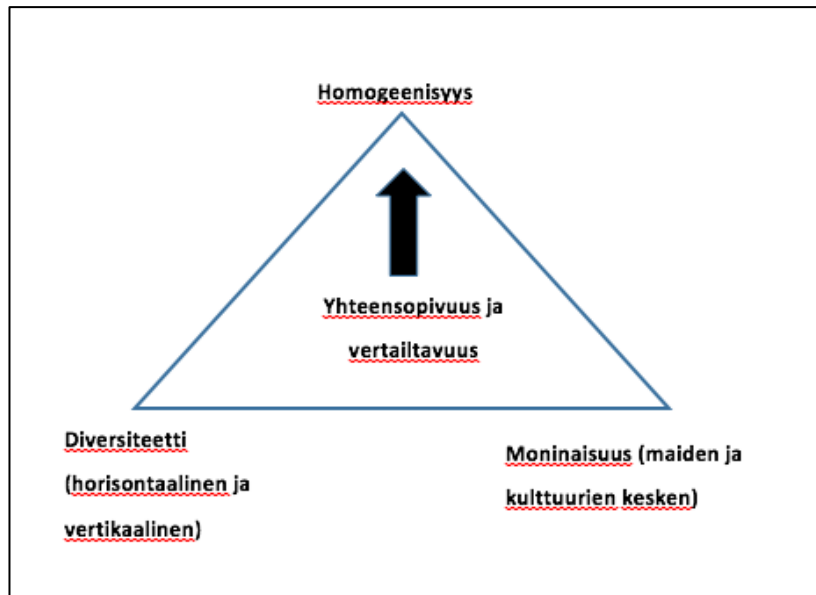 Homogeenisyys
Yhteensopivuus ja
vertailtavuus
Diversiteetti
(horisontaalinen ja
vertikaalinen)
Moninaisuus (maiden ja
kulttuurien kesken)